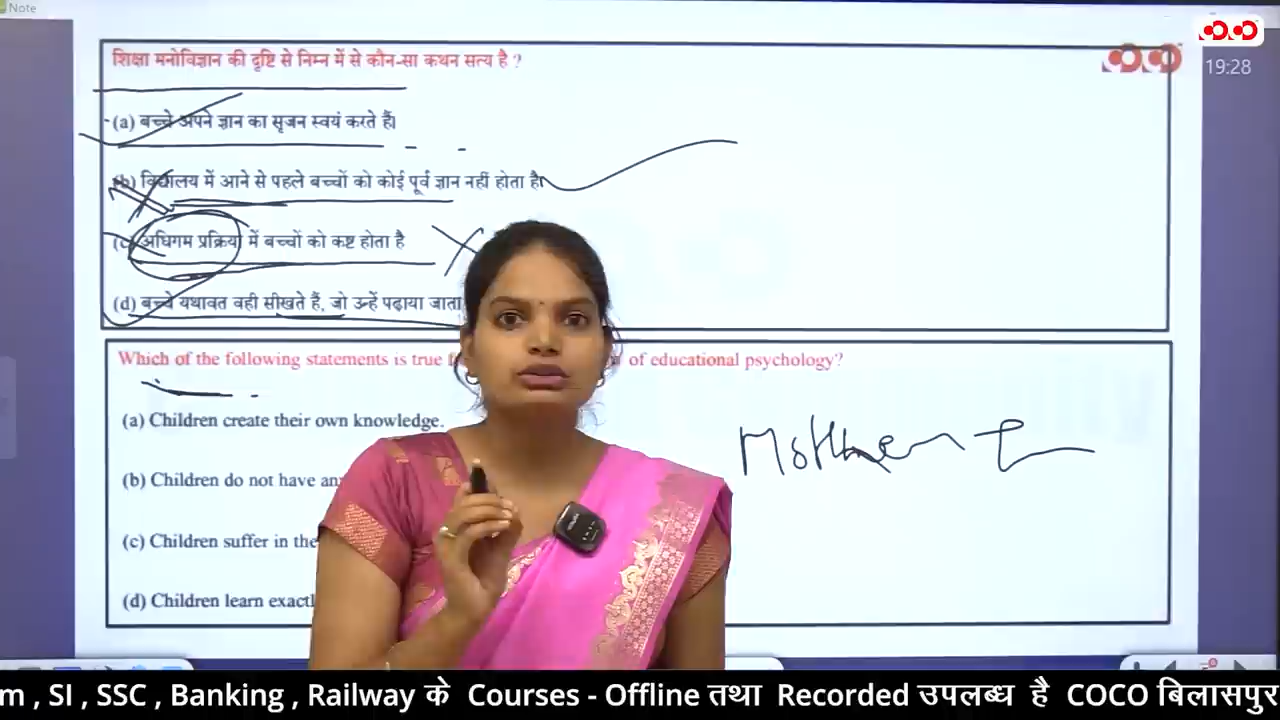 Note
शिक्षा मनोविज्ञान की दृष्टि से निम्न में से कौन-सा कथन सत्य है ?
19:28
(a) बच्चे अपने ज्ञान का सृजन स्वयं करते हैं।
(b) विद्यालय में आने से पहले बच्चों को कोई पूर्व ज्ञान नहीं होता है।
(c) अधिगम प्रक्रिया में बच्चों को कष्ट होता है
(d) बच्चे यथावत वही सीखते हैं, जो उन्हें पढ़ाया जाता
Which of the following statements is true of educational psychology?
(a) Children create their own knowledge.
(b) Children do not have
(c) Children suffer in the
(d) Children learn
m , SI , SSC , Banking , Railway के Courses - Offline तथा Recorded उपलब्ध है COCO बिलासपुर